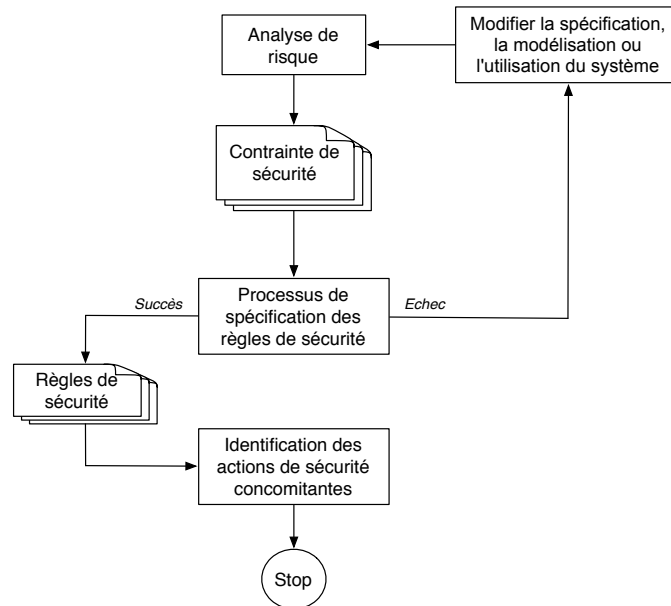 Analyse de
risque
Modifier la spécification,
la modélisation ou
l'utilisation du système
Contrainte de
sécurité
Succès
Processus de
spécification des
règles de sécurité
Echec
Règles de
sécurité
Identification des
actions de sécurité
concomitantes
Stop